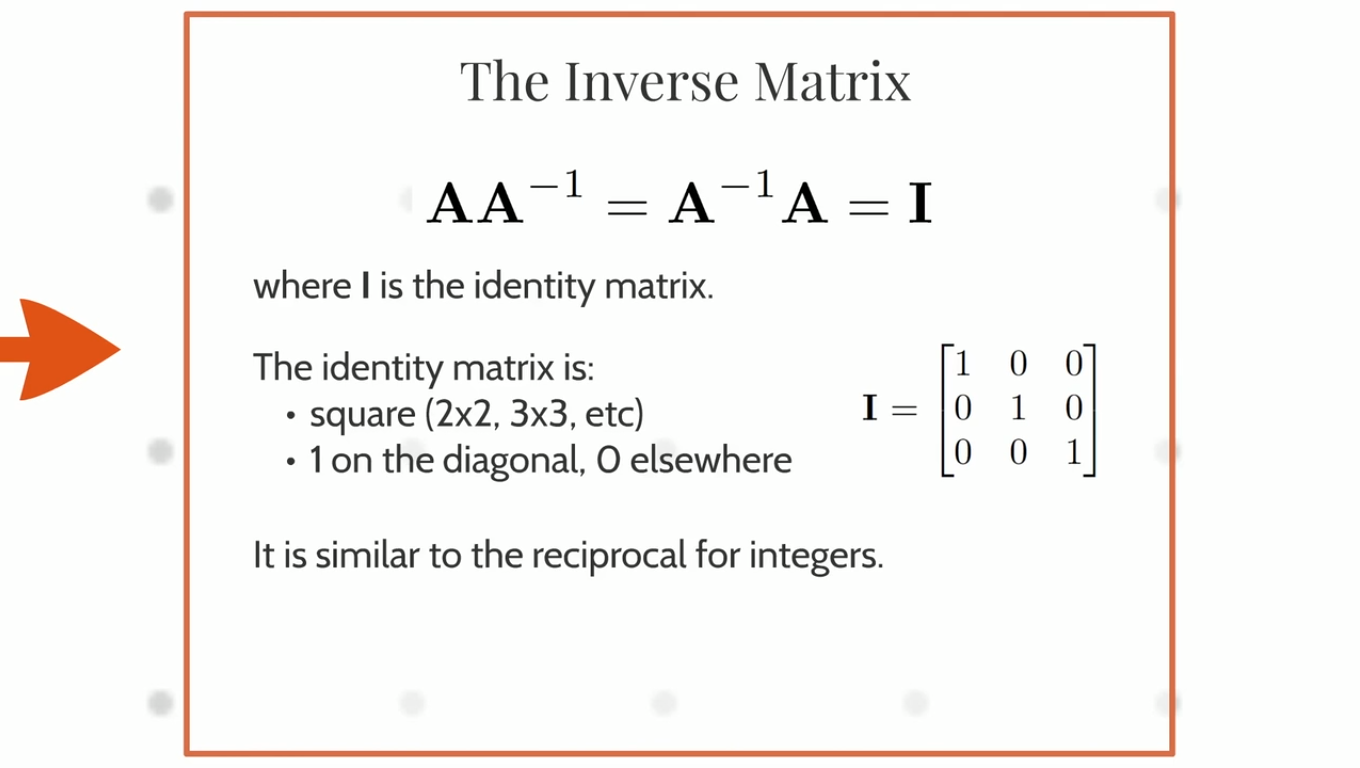 The Inverse Matrix
AA⁻¹ = A⁻¹A = I
where I is the identity matrix.
The identity matrix is:
• square (2x2, 3x3, etc)
• 1 on the diagonal, 0 elsewhere
I = [1 0 0
0 1 0
0 0 1]
It is similar to the reciprocal for integers.